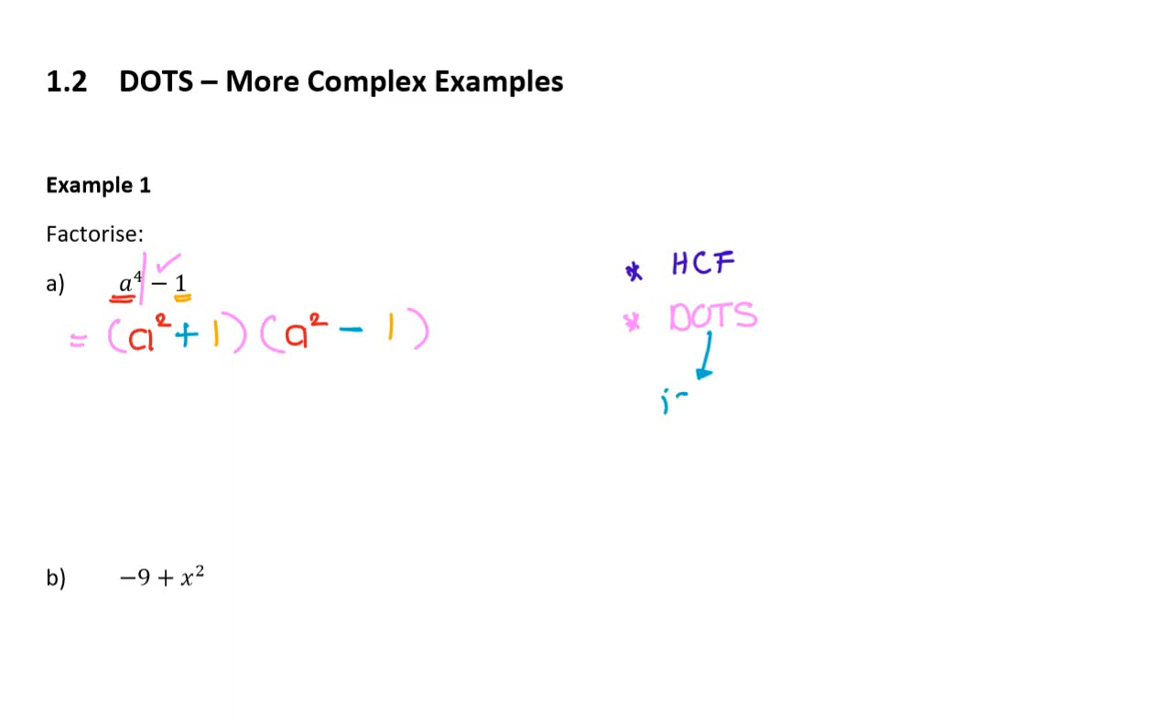 1.2 DOTS – More Complex Examples
Example 1
Factorise:
a) a⁴ – 1
= (a² + 1) (a² – 1)
* HCF
* DOTS
b) −9 + x²